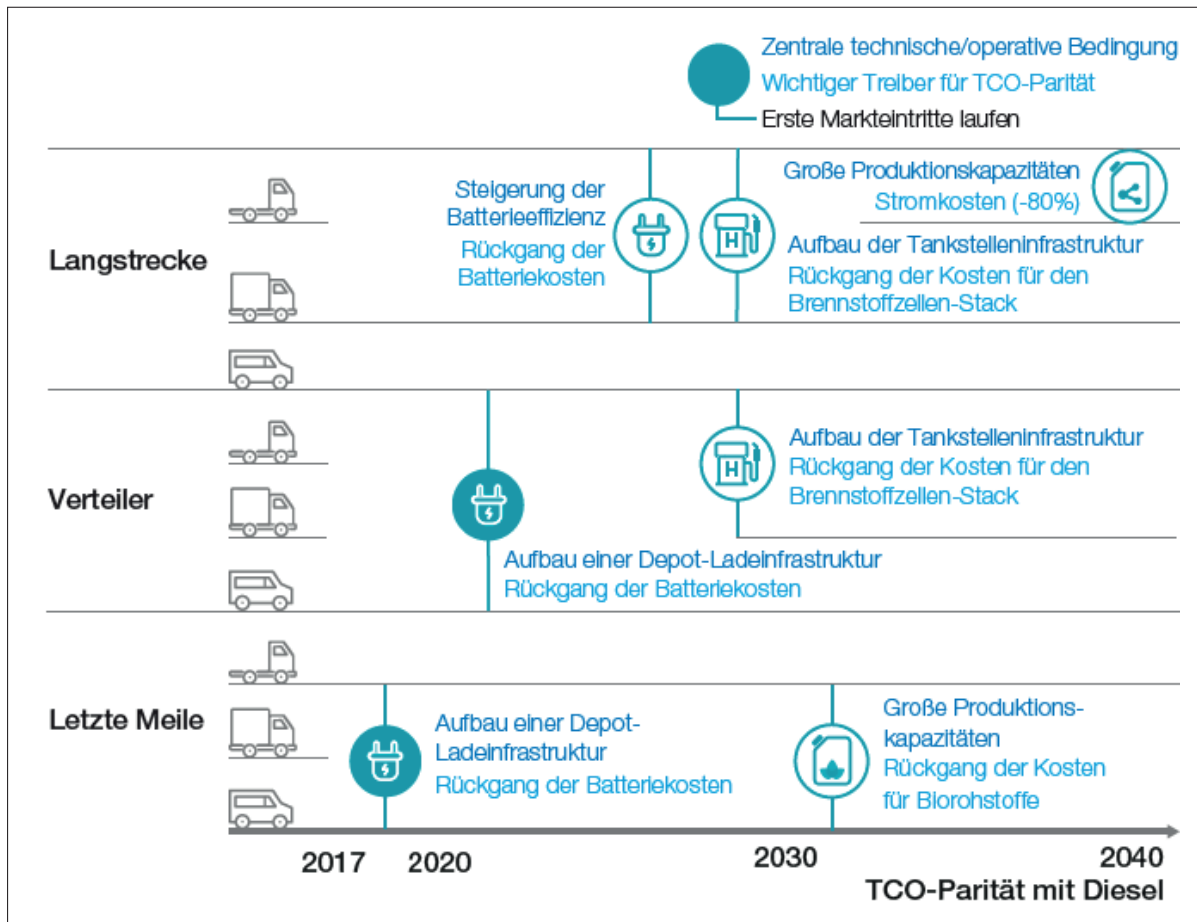 Zentrale technische/operative Bedingung
Wichtiger Treiber für TCO-Parität
Erste Markteintritte laufen
Langstrecke
Steigerung der
Batterieeffizienz
Rückgang der
Batteriekosten
H
Große Produktionskapazitäten
Stromkosten (-80%)
Aufbau der Tankstelleninfrastruktur
Rückgang der Kosten für den
Brennstoffzellen-Stack
Verteiler
Aufbau einer Depot-Ladeinfrastruktur
Rückgang der Batteriekosten
H
Aufbau der Tankstelleninfrastruktur
Rückgang der Kosten für den
Brennstoffzellen-Stack
Letzte Meile
Aufbau einer Depot-
Ladeinfrastruktur
Rückgang der Batteriekosten
Große Produktions-
kapazitäten
Rückgang der Kosten
für Biorohstoffe
2017
2020
2030
2040
TCO-Parität mit Diesel